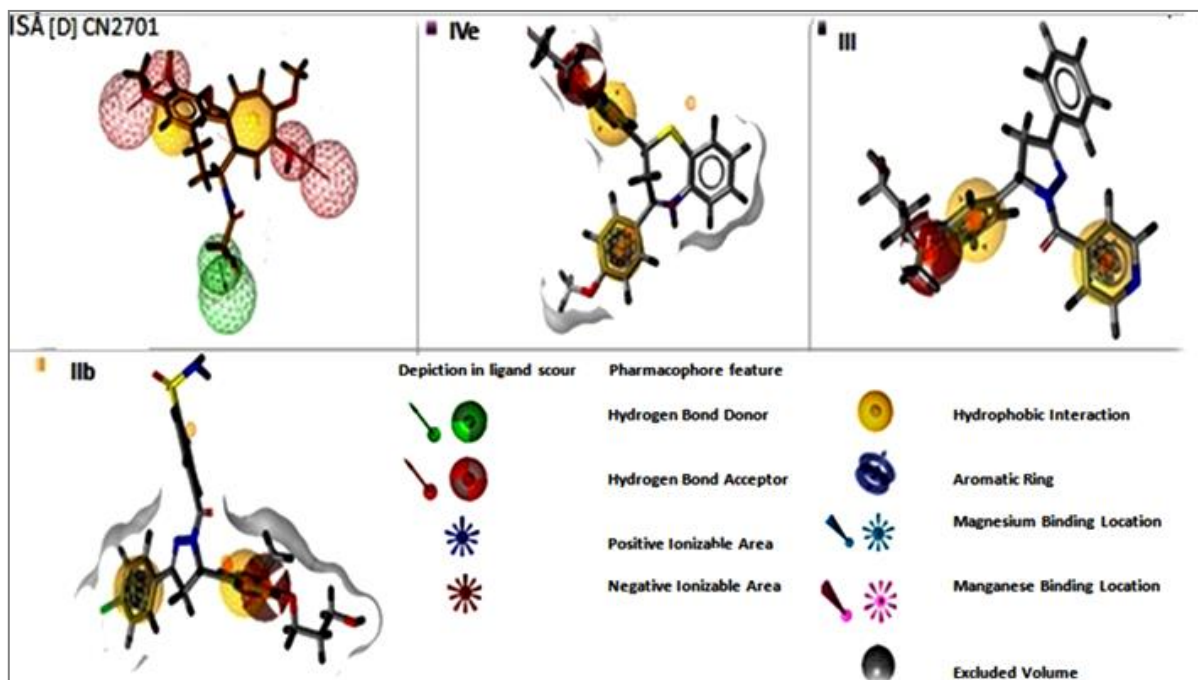 ISÅ [D] CN2701
IVe
III
IIb
Depiction in ligand scour
Pharmacophore feature
Hydrogen Bond Donor
Hydrogen Bond Acceptor
Positive Ionizable Area
Negative Ionizable Area
Hydrophobic Interaction
Aromatic Ring
Magnesium Binding Location
Manganese Binding Location
Excluded Volume